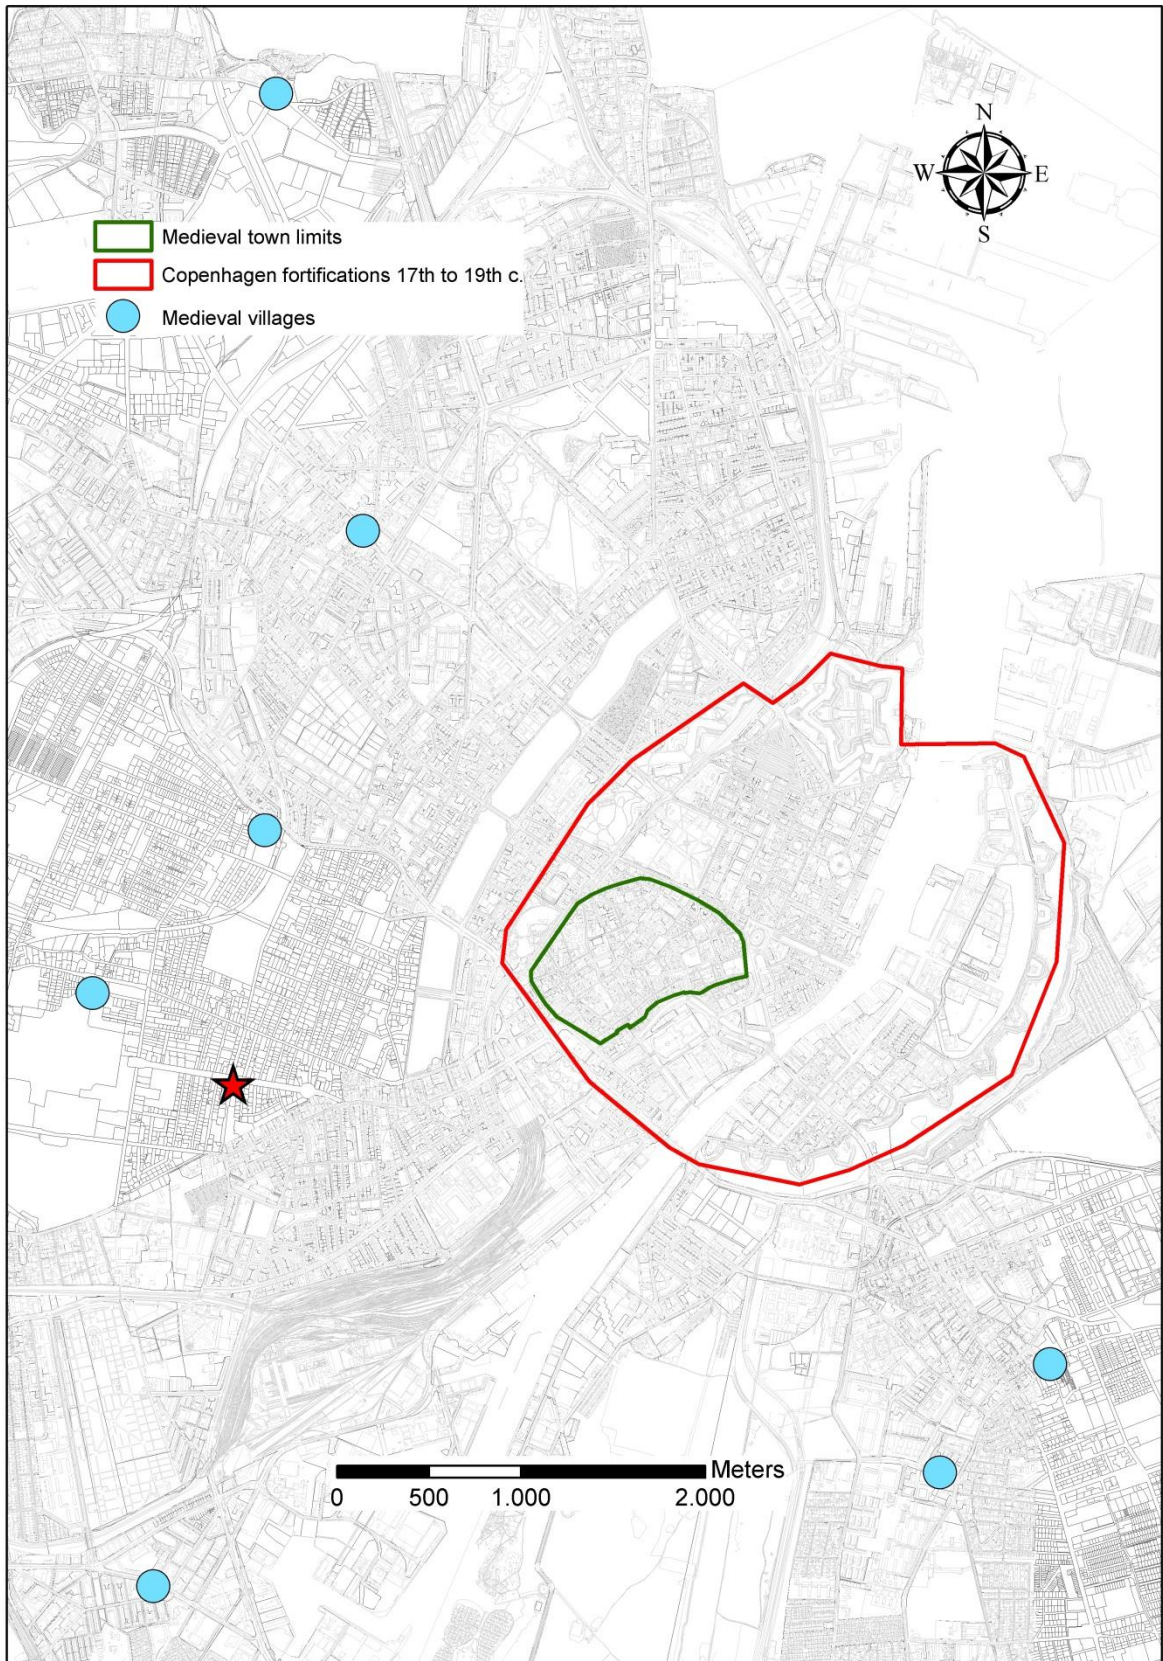 N
W E
S
Medieval town limits
Copenhagen fortifications 17th to 19th c.
Medieval villages
Meters
0 500 1.000 2.000